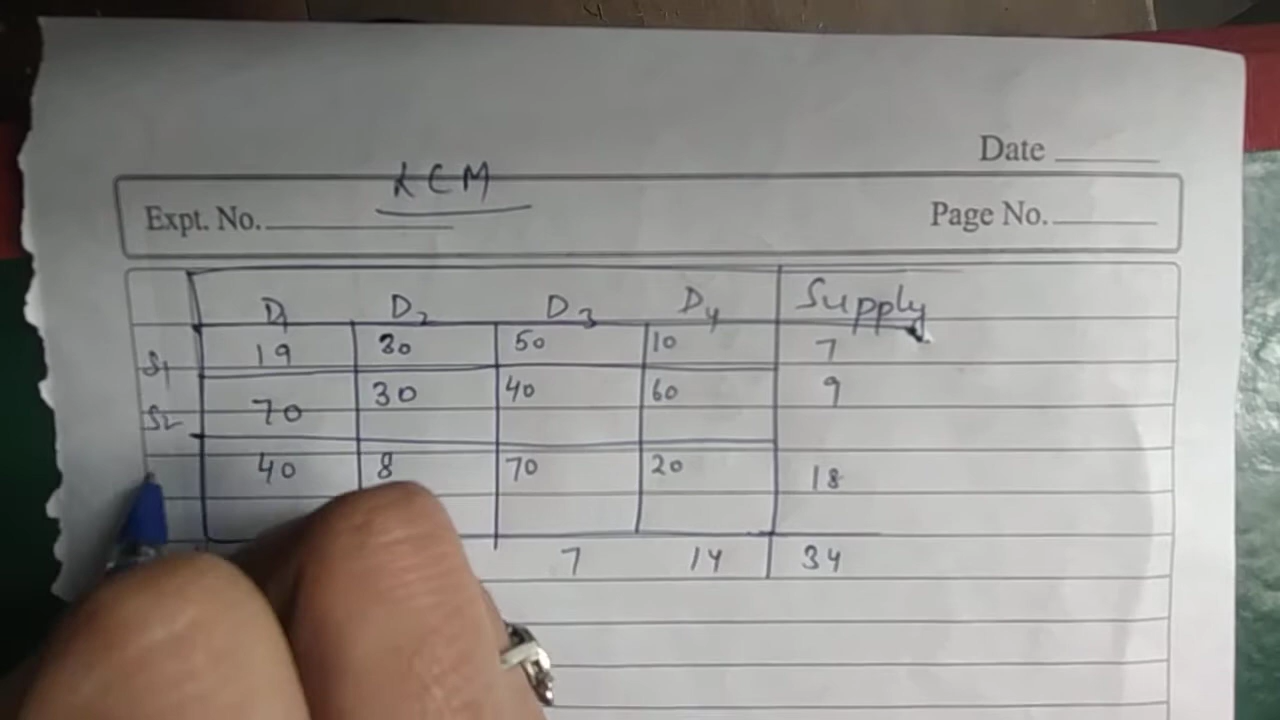 Date
LCM
Expt. No.
Page No.
D1 D2 D3 D4 Supply
S1 19 30 50 10 7
S2 70 30 40 60 9
40 8 70 20 18
7 14 34